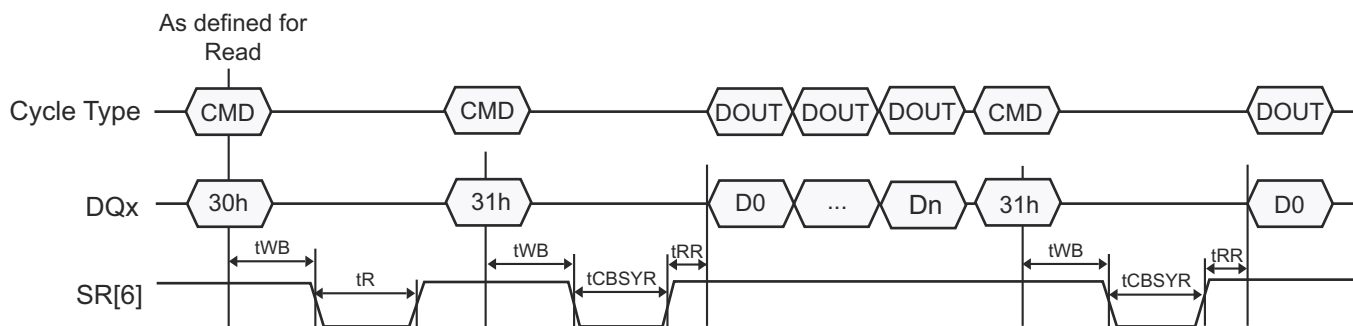 As defined for
Read
Cycle Type CMD CMD DOUT DOUT DOUT CMD DOUT
DQx 30h 31h D0 ... Dn 31h D0
tWB tWB tRR tWB tRR
SR[6] tR tCBSYR tCBSYR